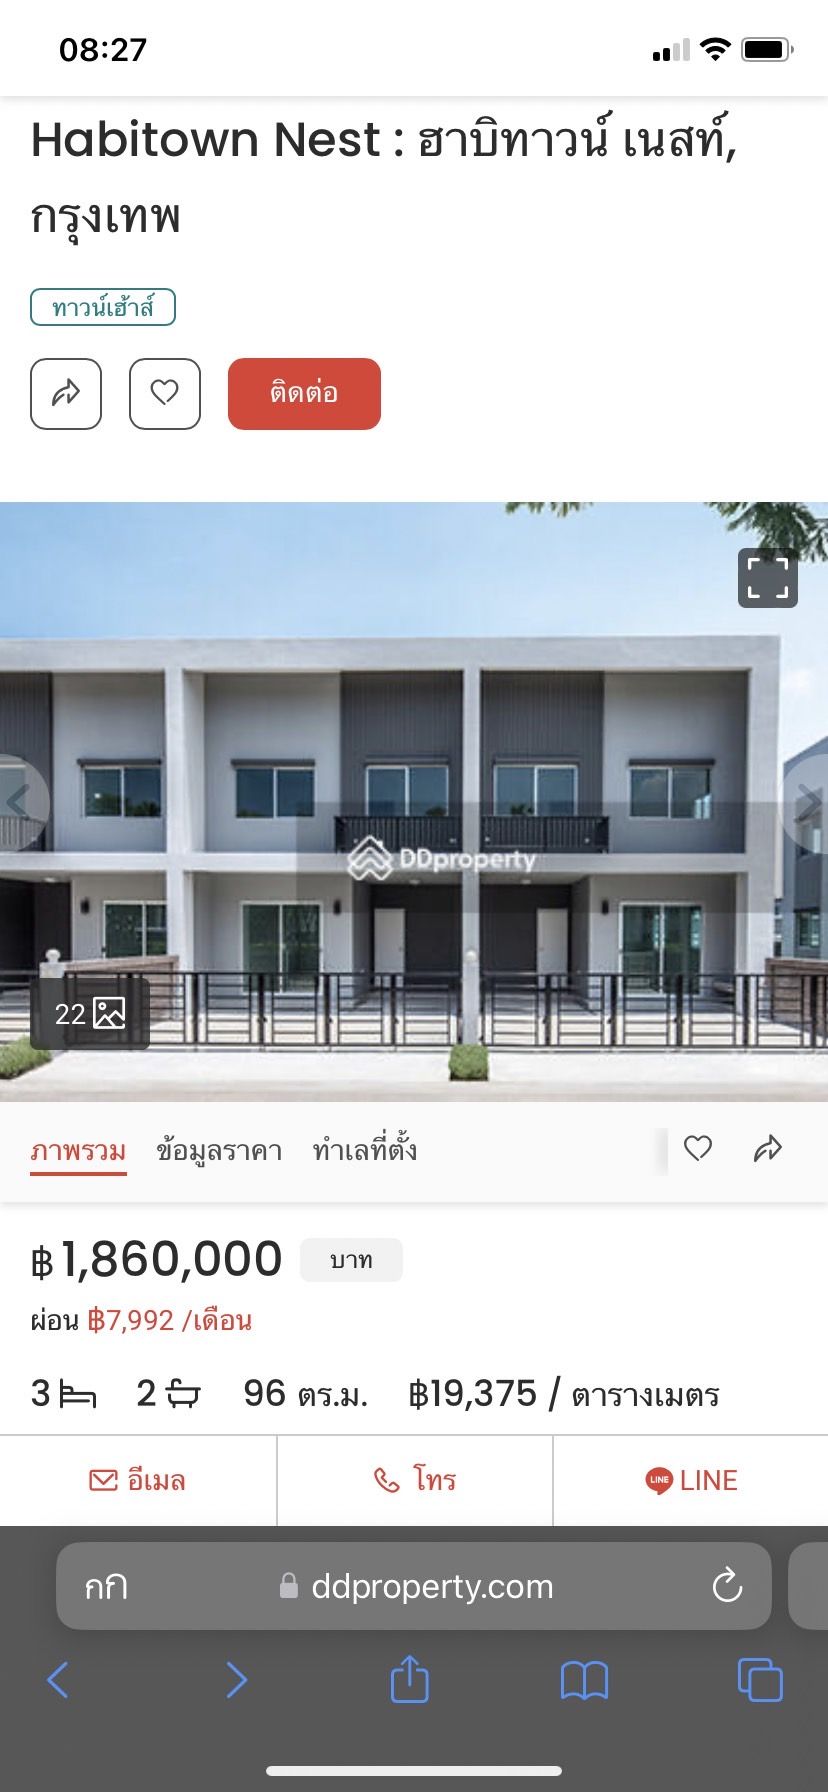 08:27
Habitown Nest : ฮาบิทาวน์ เนสท์,
กรุงเทพ
ทาวน์เฮ้าส์
ติดต่อ
DDproperty
22
ภาพรวม ข้อมูลราคา ทำเลที่ตั้ง
฿1,860,000 บาท
ผ่อน ฿7,992 /เดือน
3 2 96 ตร.ม. ฿19,375 / ตารางเมตร
อีเมล โทร LINE LINE
กก ddproperty.com